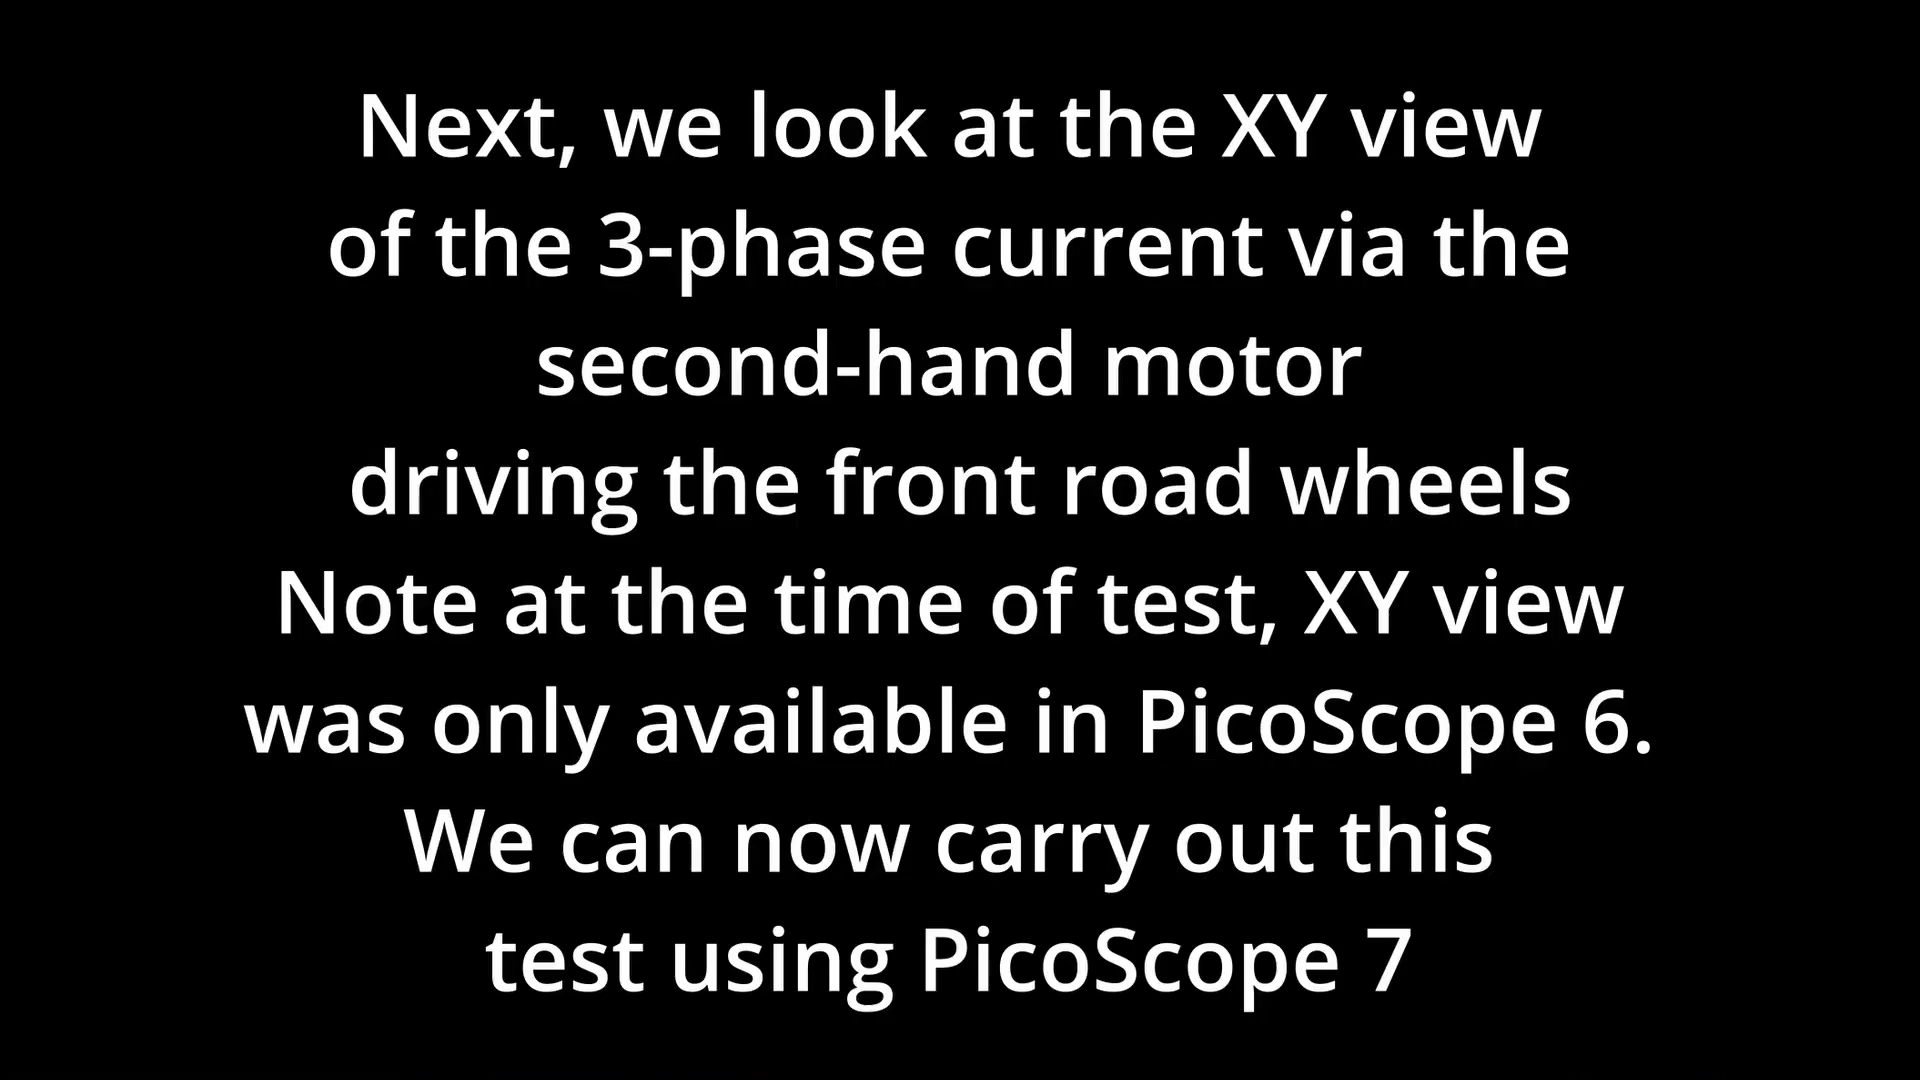 Next, we look at the XY view
of the 3-phase current via the
second-hand motor
driving the front road wheels
Note at the time of test, XY view
was only available in PicoScope 6.
We can now carry out this
test using PicoScope 7